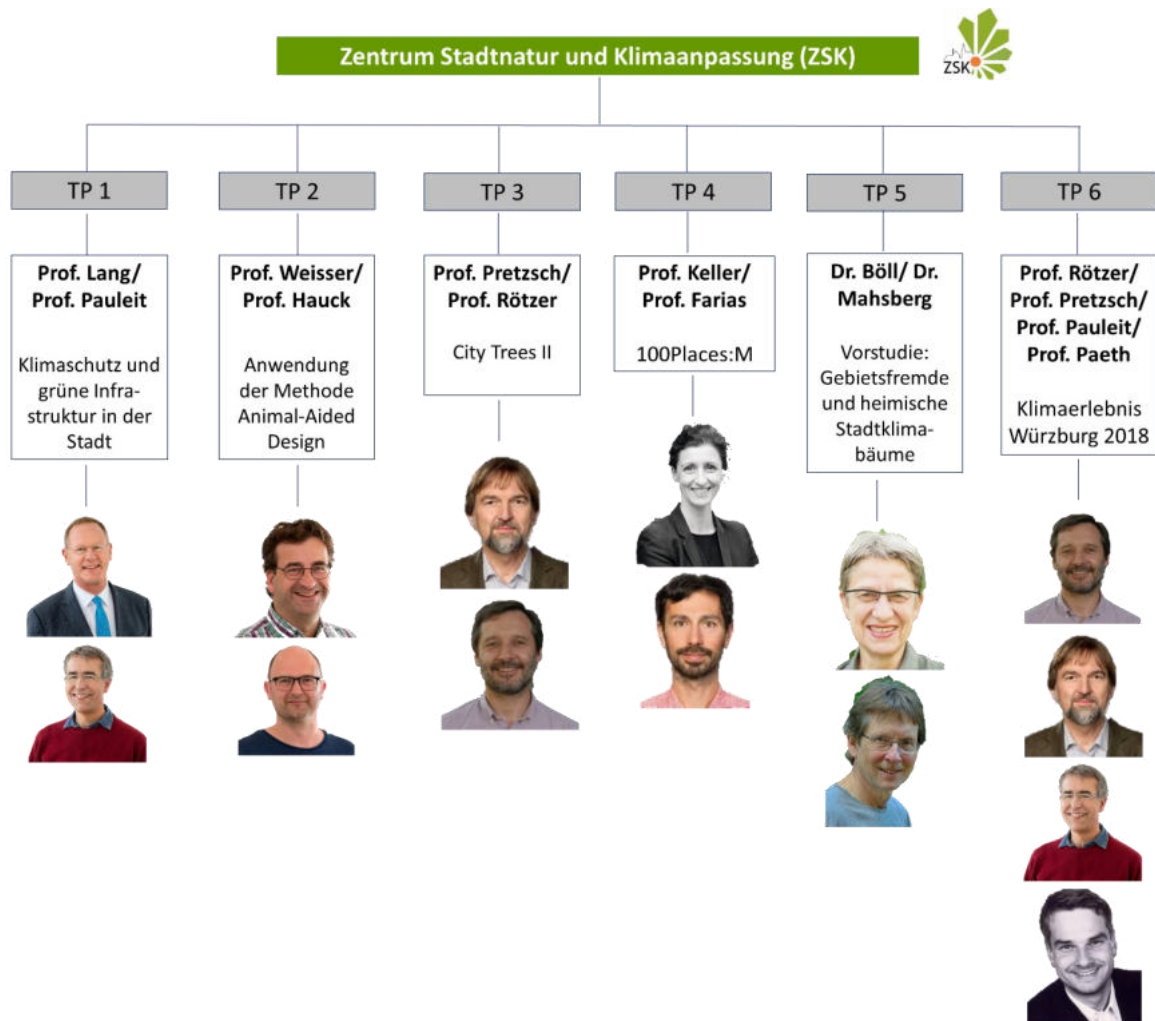 Zentrum Stadtnatur und Klimaanpassung (ZSK)
ZSK
TP 1
Prof. Lang/
Prof. Pauleit
Klimaschutz und
grüne Infra-
struktur in der
Stadt
TP 2
Prof. Weisser/
Prof. Hauck
Anwendung
der Methode
Animal-Aided
Design
TP 3
Prof. Pretzsch/
Prof. Rötzer
City Trees II
TP 4
Prof. Keller/
Prof. Farias
100Places:M
TP 5
Dr. Böll/ Dr.
Mahsberg
Vorstudie:
Gebietsfremde
und heimische
Stadtklima-
bäume
TP 6
Prof. Rötzer/
Prof. Pretzsch/
Prof. Pauleit/
Prof. Paeth
Klimaerlebnis
Würzburg 2018